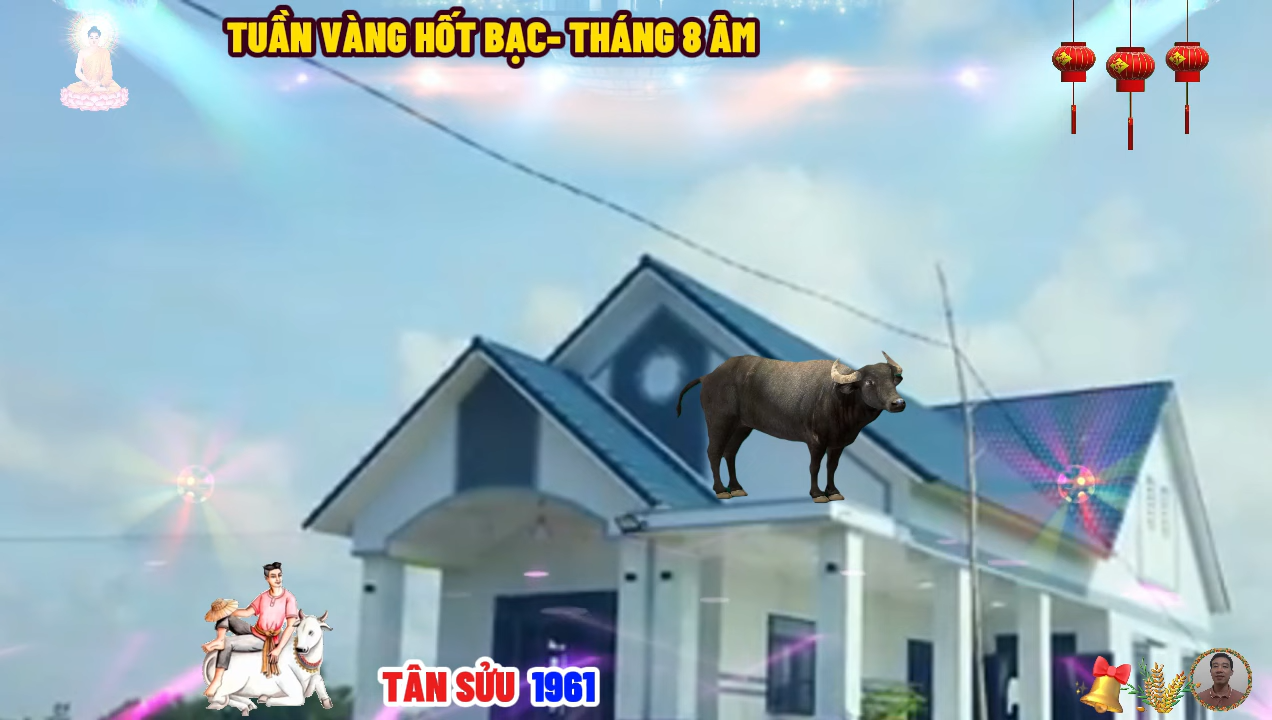 TUẦN VÀNG HỐT BẠC- THÁNG 8 ÂM
TÂN SỬU 1961